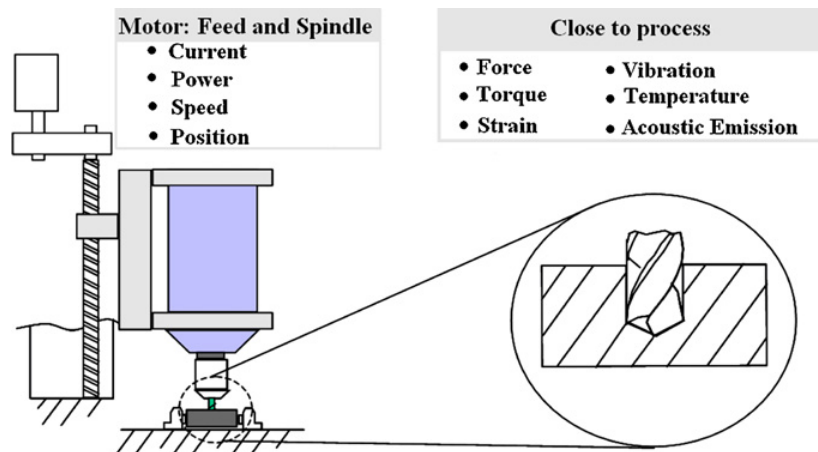 Motor: Feed and Spindle
• Current
• Power
• Speed
• Position
Close to process
• Force
• Torque
• Strain
• Vibration
• Temperature
• Acoustic Emission